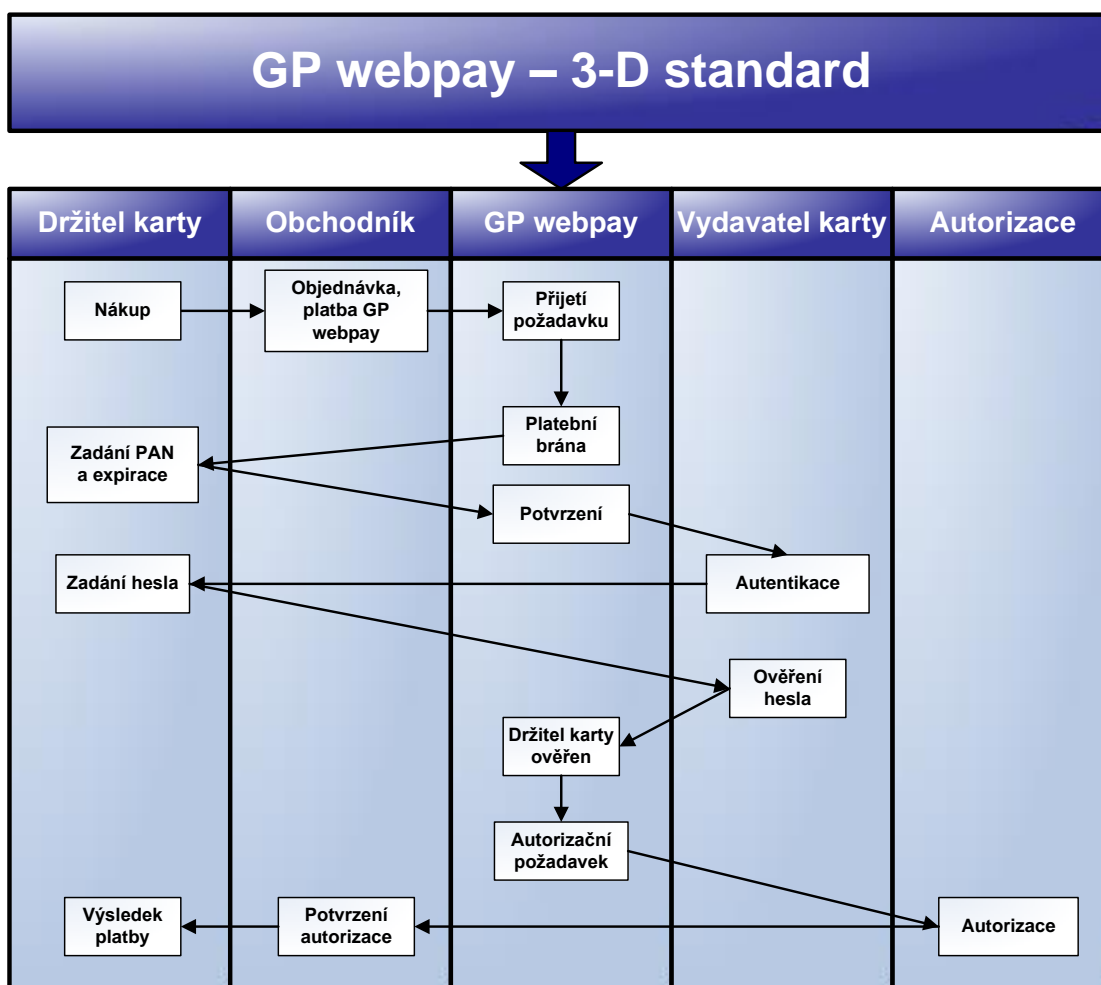 GP webpay – 3-D standard
Držitel karty
Obchodník
GP webpay
Vydavatel karty
Autorizace
Nákup
Objednávka,
platba GP
webpay
Přijetí
požadavku
Platební
brána
Zadání PAN
a expirace
Potvrzení
Zadání hesla
Autentikace
Ověření
hesla
Držitel karty
ověřen
Autorizační
požadavek
Výsledek
platby
Potvrzení
autorizace
Autorizace